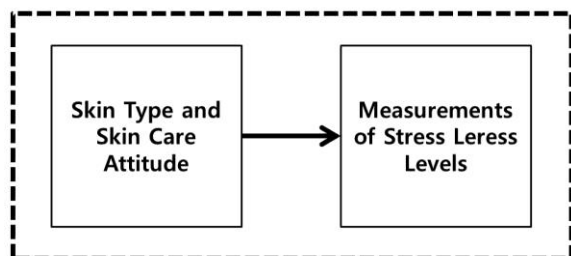 Skin Type and
Skin Care
Attitude
Measurements
of Stress Leress
Levels